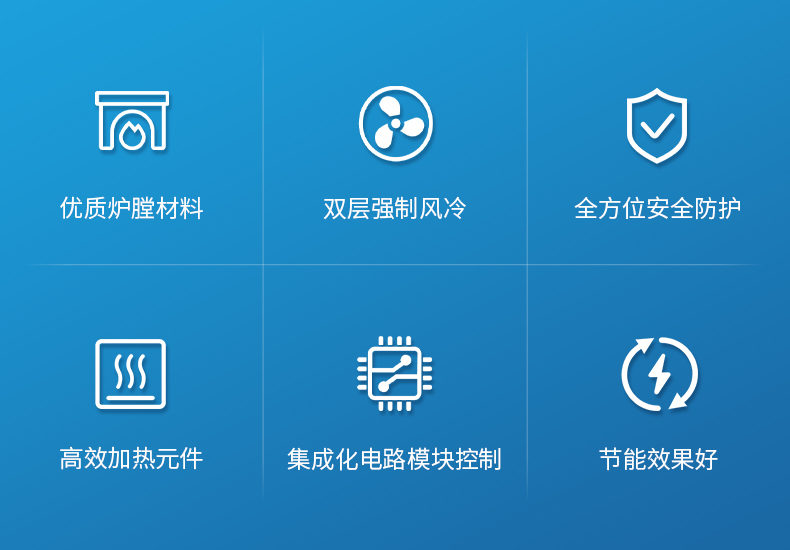 优质炉膛材料
双层强制风冷
全方位安全防护
高效加热元件
集成化电路模块控制
节能效果好